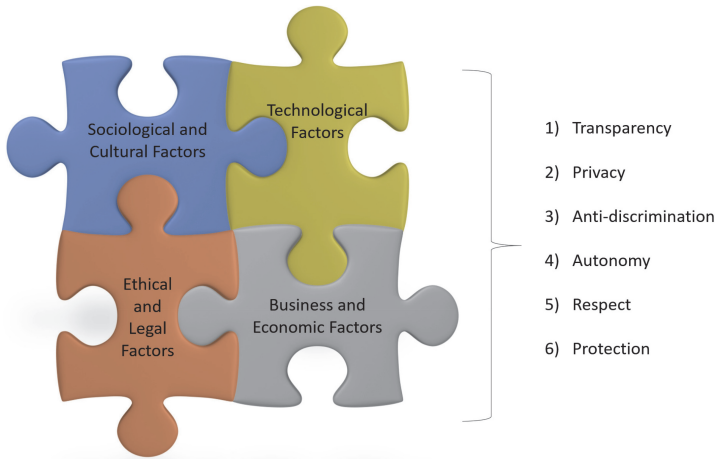 Sociological and
Cultural Factors
Technological
Factors
Ethical
and
Legal
Factors
Business and
Economic Factors
1) Transparency
2) Privacy
3) Anti-discrimination
4) Autonomy
5) Respect
6) Protection